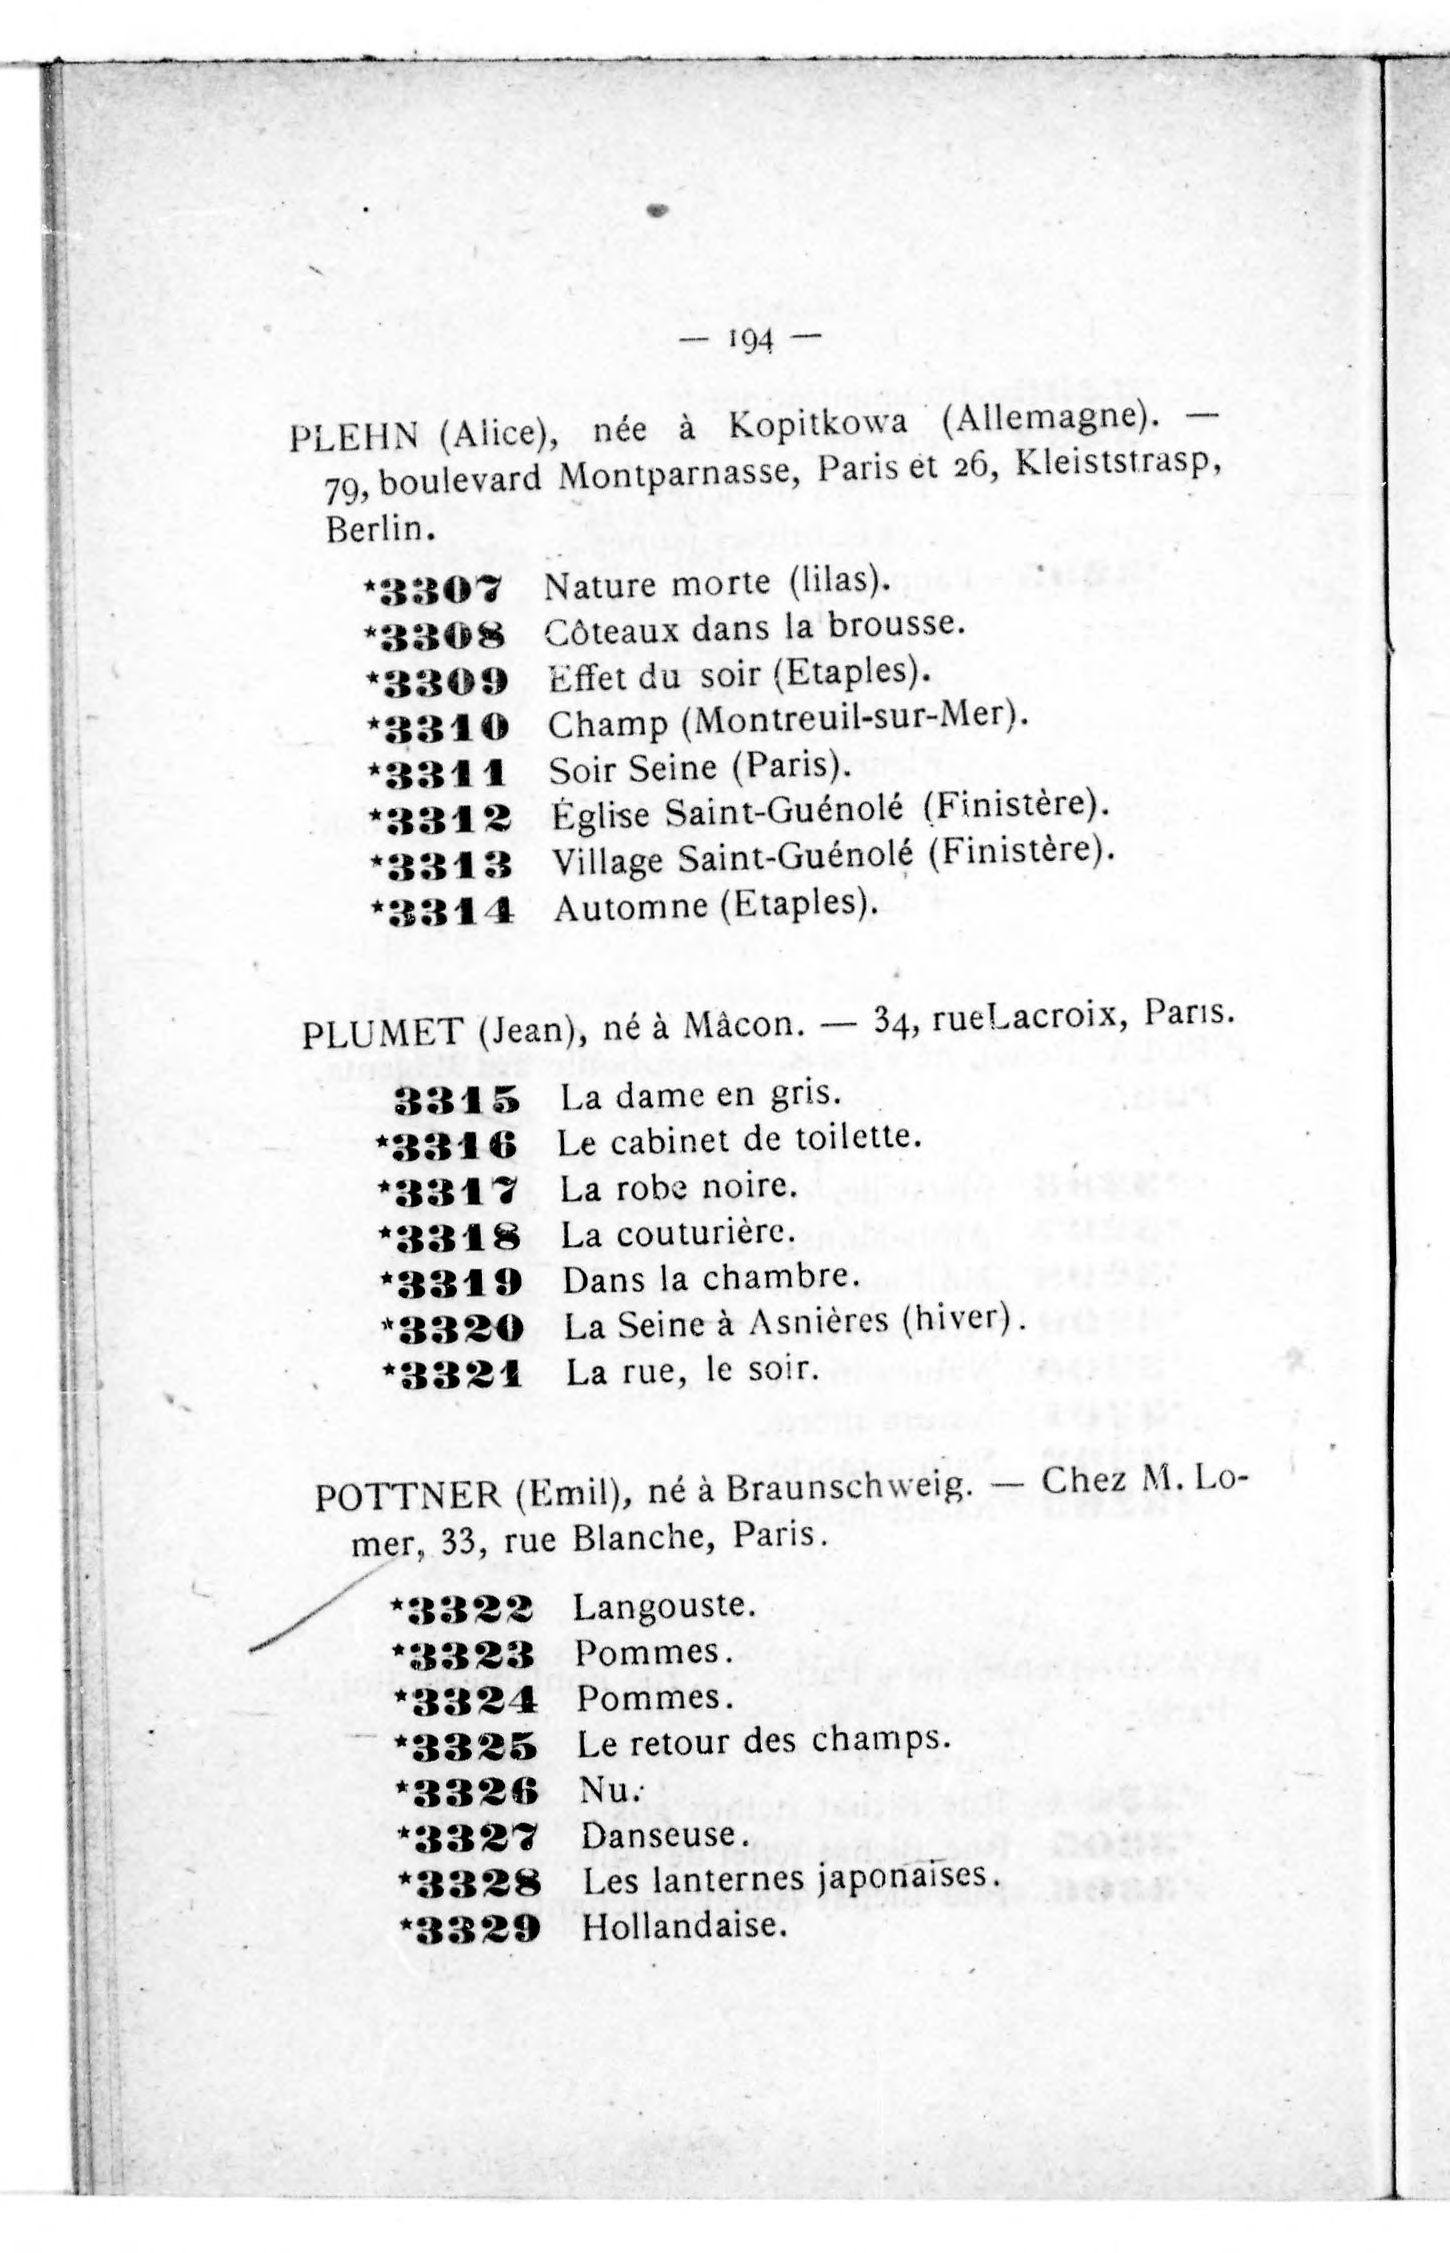 — 194 —
PLEHN (Alice), née à Kopitkowa (Allemagne). —
79, boulevard Montparnasse, Paris et 26, Kleiststrasp,
Berlin.
*3307 Nature morte (lilas).
*3308 Côteaux dans la brousse.
*3309 Effet du soir (Etaples).
*3310 Champ (Montreuil-sur-Mer).
*3311 Soir Seine (Paris).
*3312 Église Saint-Guénolé (Finistère).
*3313 Village Saint-Guénolé (Finistère).
*3314 Automne (Etaples).
PLUMET (Jean), né à Mâcon. — 34, rueLacroix, Paris.
3315 La dame en gris.
*3316 Le cabinet de toilette.
*3317 La robe noire.
*3318 La couturière.
*3319 Dans la chambre.
*3320 La Seine à Asnières (hiver).
*3321 La rue, le soir.
POTTNER (Emil), né à Braunschweig. — Chez M. Lo-
mer, 33, rue Blanche, Paris.
*3322 Langouste.
*3323 Pommes.
*3324 Pommes.
*3325 Le retour des champs.
*3326 Nu.
*3327 Danseuse.
*3328 Les lanternes japonaises.
*3329 Hollandaise.